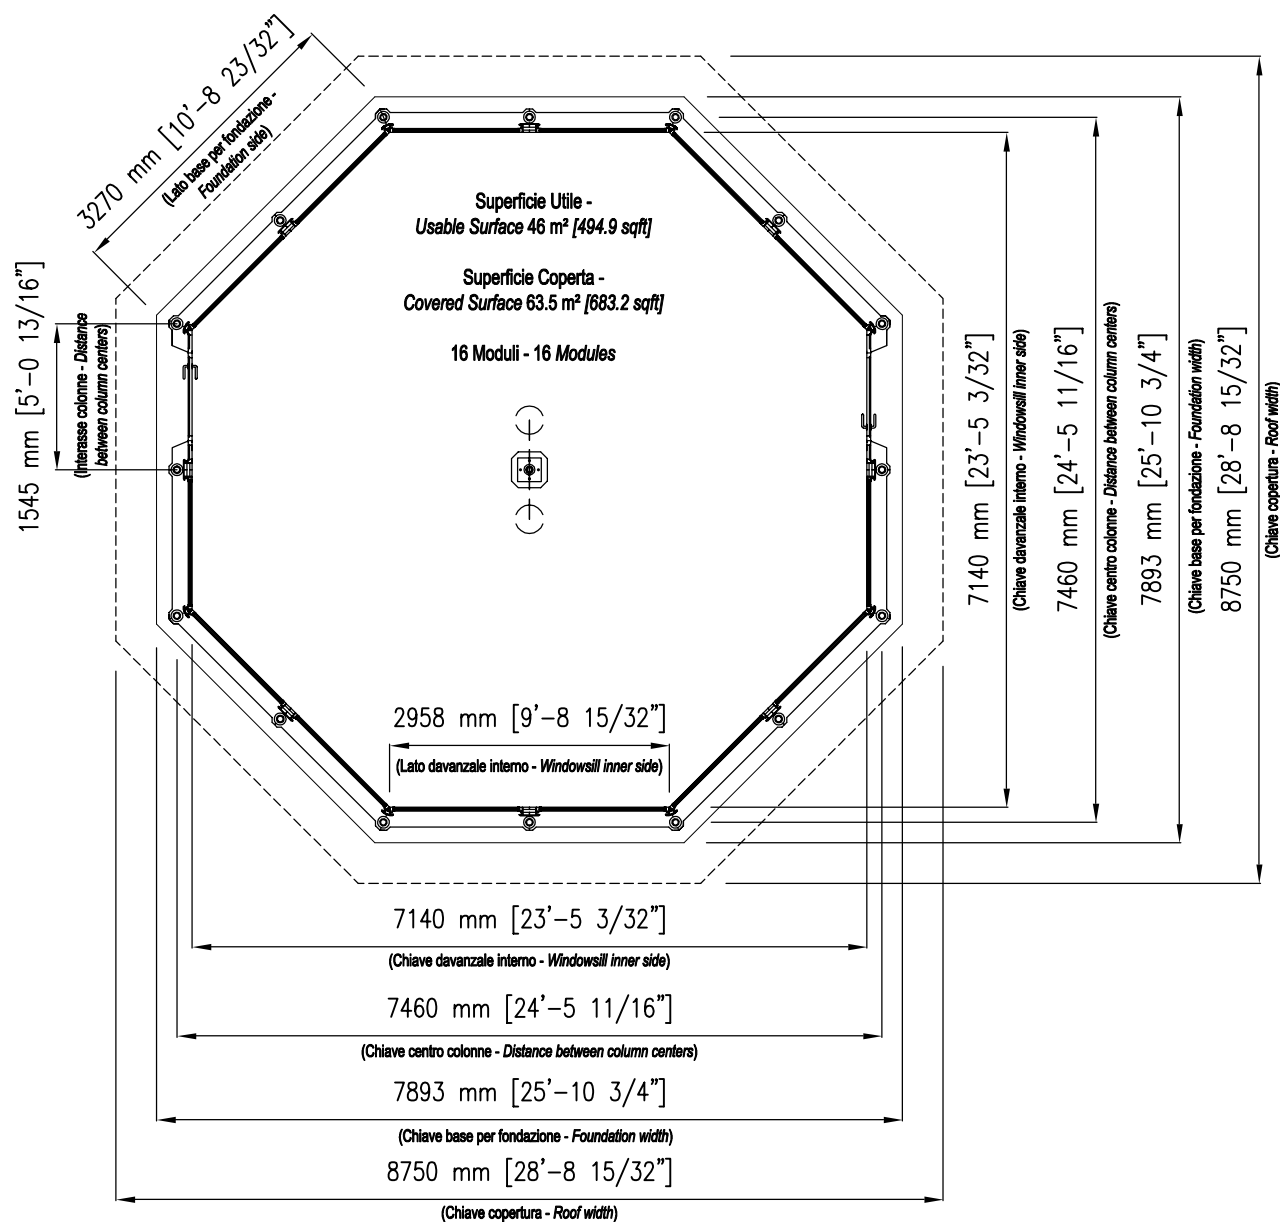 3270 mm [10'-8 23/32"]
(Lato base per fondazione -
Foundation side)
Superficie Utile -
Usable Surface 46 m² [494.9 sqft]
Superficie Coperta -
Covered Surface 63.5 m² [683.2 sqft]
16 Moduli - 16 Modules
1545 mm [5'-0 13/16"]
(Interasse colonne - Distance
between column centers)
7140 mm [23'-5 3/32"]
(Chiave davanzale interno - Windowsill inner side)
7460 mm [24'-5 11/16"]
(Chiave centro colonne - Distance between column centers)
7893 mm [25'-10 3/4"]
(Chiave base per fondazione - Foundation width)
8750 mm [28'-8 15/32"]
(Chiave copertura - Roof width)
2958 mm [9'-8 15/32"]
(Lato davanzale interno - Windowsill inner side)
7140 mm [23'-5 3/32"]
(Chiave davanzale interno - Windowsill inner side)
7460 mm [24'-5 11/16"]
(Chiave centro colonne - Distance between column centers)
7893 mm [25'-10 3/4"]
(Chiave base per fondazione - Foundation width)
8750 mm [28'-8 15/32"]
(Chiave copertura - Roof width)